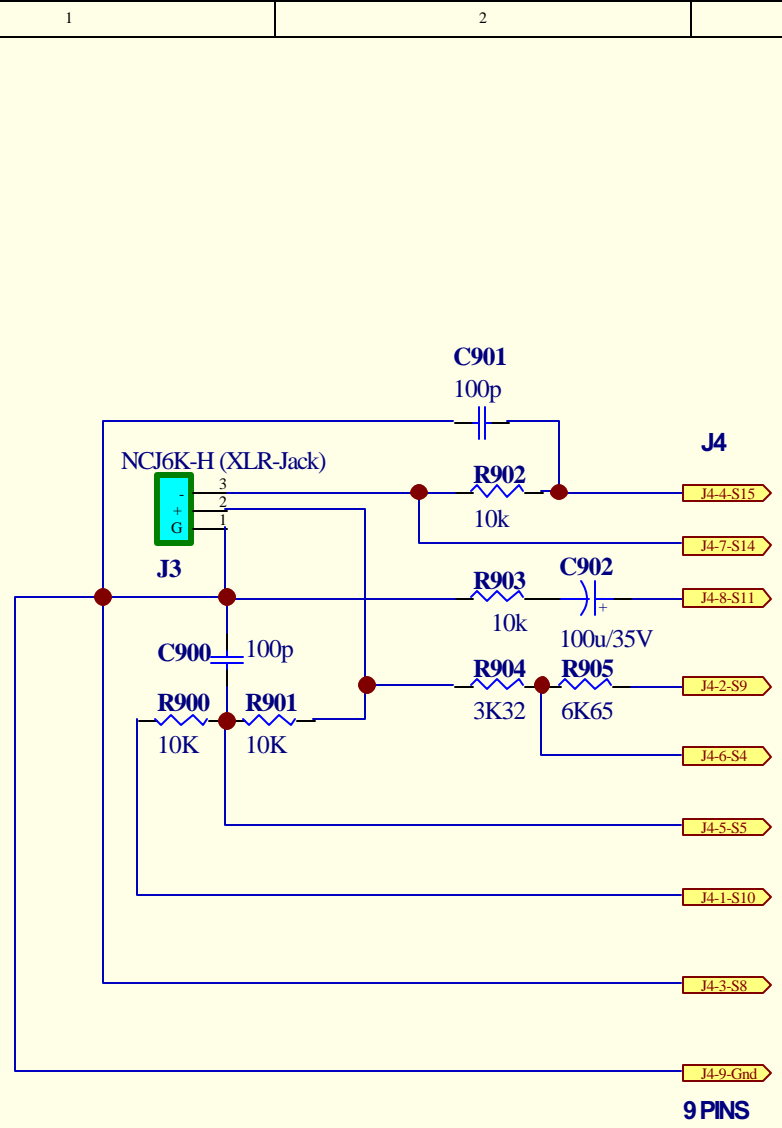 1
2
C901
100p
J4
NCJ6K-H (XLR-Jack)
R902
3
-
J4-4-S15
2
+
10k
1
G
J4-7-S14
J3
C902
R903
J4-8-S11
+
10k
100u/35V
C900
100p
R904
R905
R900
R901
J4-2-S9
3K32
6K65
10K
10K
J4-6-S4
J4-5-S5
J4-1-S10
J4-3-S8
J4-9-Gnd
9 PINS